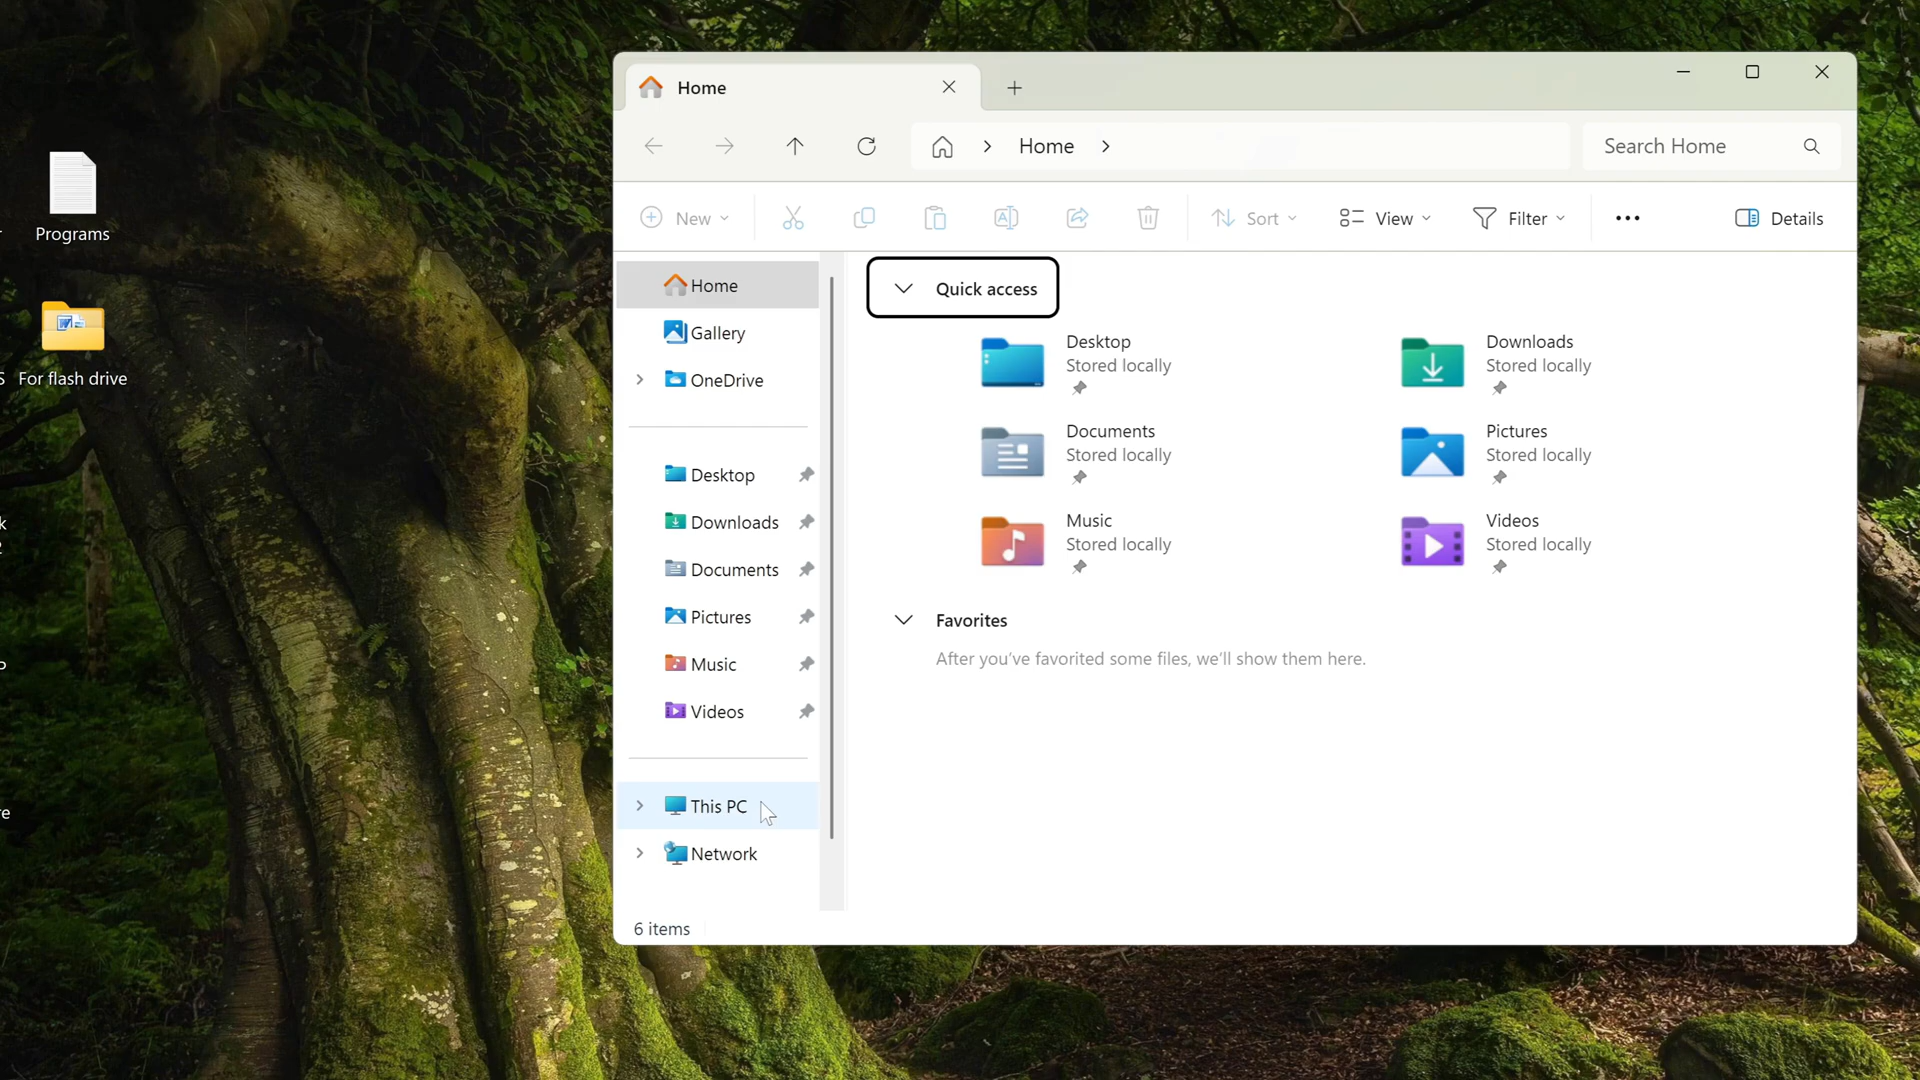 Programs
For flash drive
Home
Home
Search Home
New
Sort
View
Filter
Details
Home
Gallery
OneDrive
Desktop
Downloads
Documents
Pictures
Music
Videos
This PC
Network
Quick access
Desktop
Stored locally
Downloads
Stored locally
Documents
Stored locally
Pictures
Stored locally
Music
Stored locally
Videos
Stored locally
Favorites
After you've favorited some files, we'll show them here.
6 items